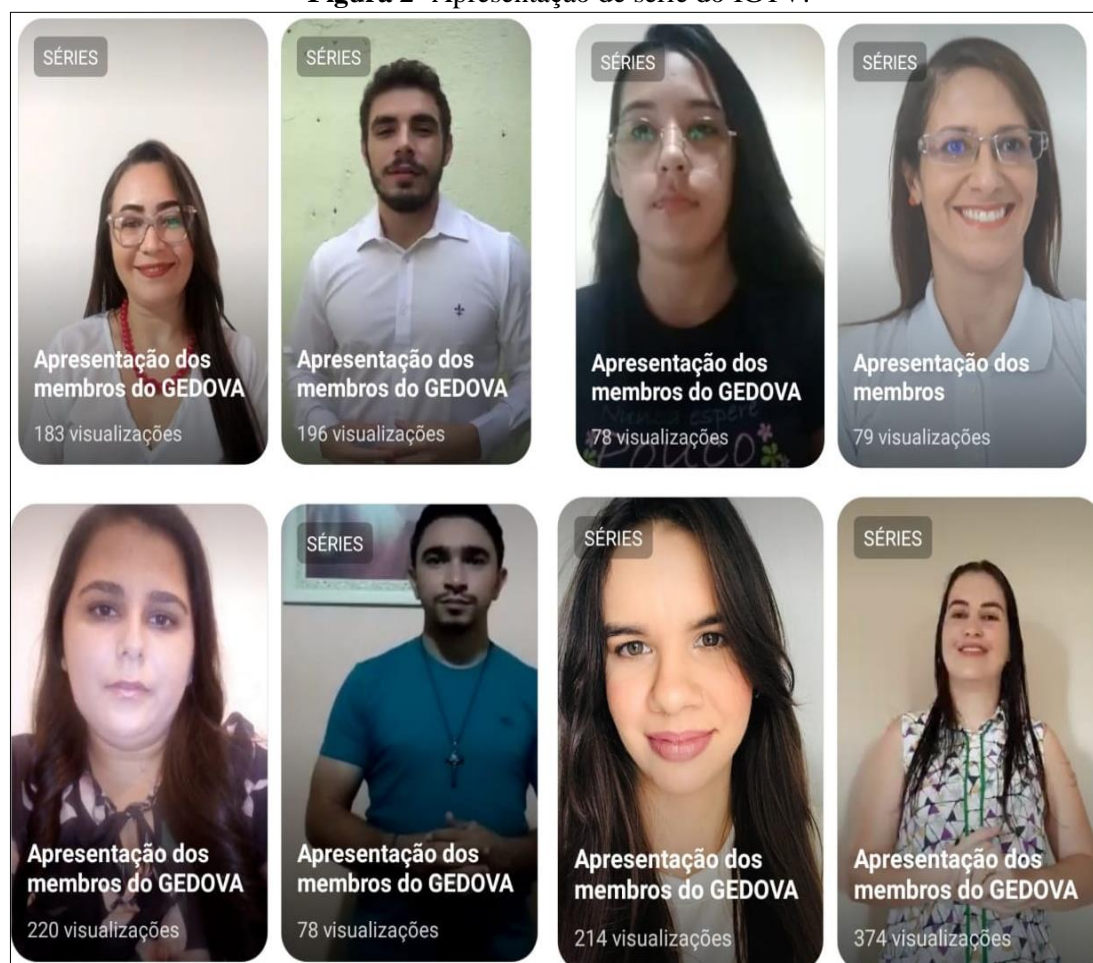 Figura 2- Apresentação de série do IGTV.
SÉRIES
Apresentação dos
membros do GEDOVA
183 visualizações
SÉRIES
Apresentação dos
membros do GEDOVA
196 visualizações
SÉRIES
Apresentação dos
membros do GEDOVA
Nunca espere
Pouco
78 visualizações
SÉRIES
Apresentação dos
membros
79 visualizações
Apresentação dos
membros do GEDOVA
220 visualizações
SÉRIES
Apresentação dos
membros do GEDOVA
78 visualizações
SÉRIES
Apresentação dos
membros do GEDOVA
214 visualizações
SÉRIES
Apresentação dos
membros do GEDOVA
374 visualizações